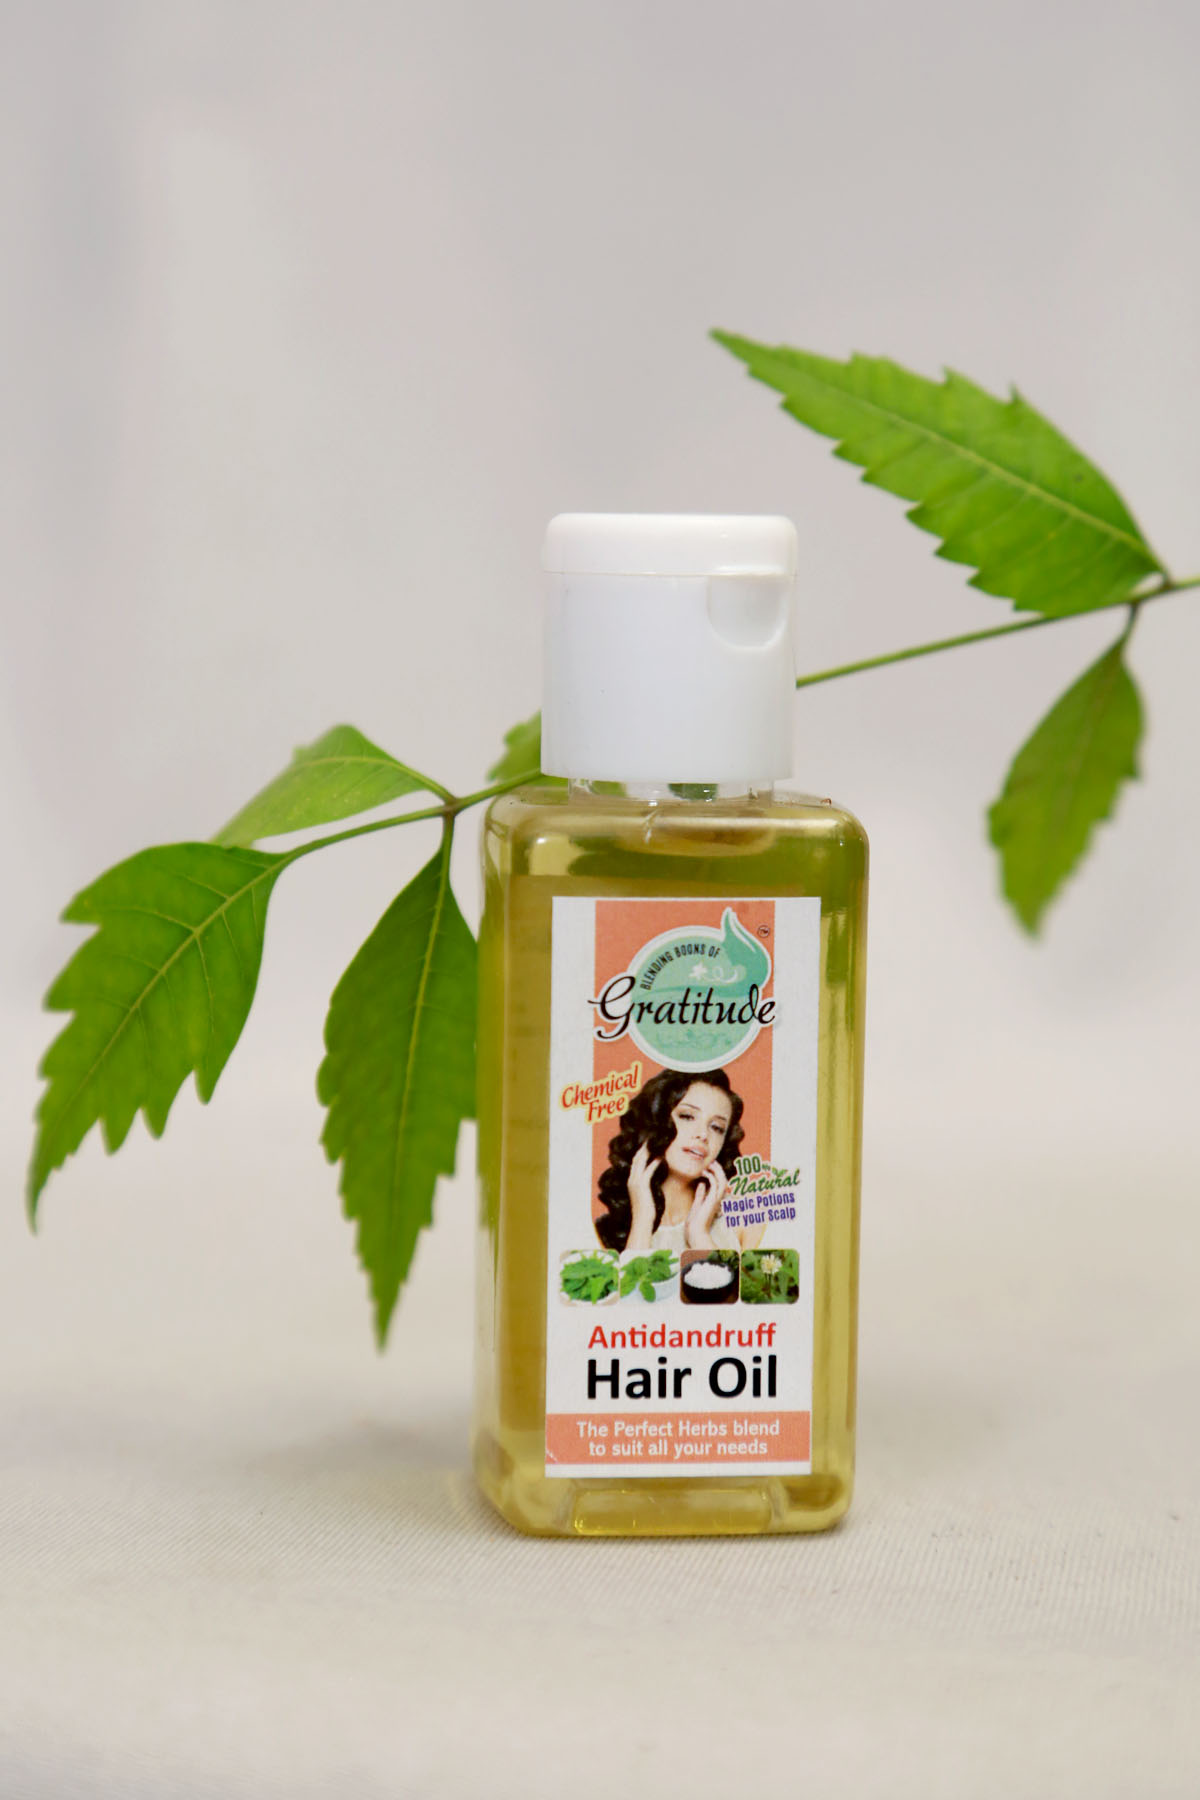 BLENDING BOONS OF
Gratitude
TM
Chemical
Free
100%
Natural
Magic Potions
for your Scalp
Antidandruff
Hair Oil
The Perfect Herbs blend
to suit all your needs